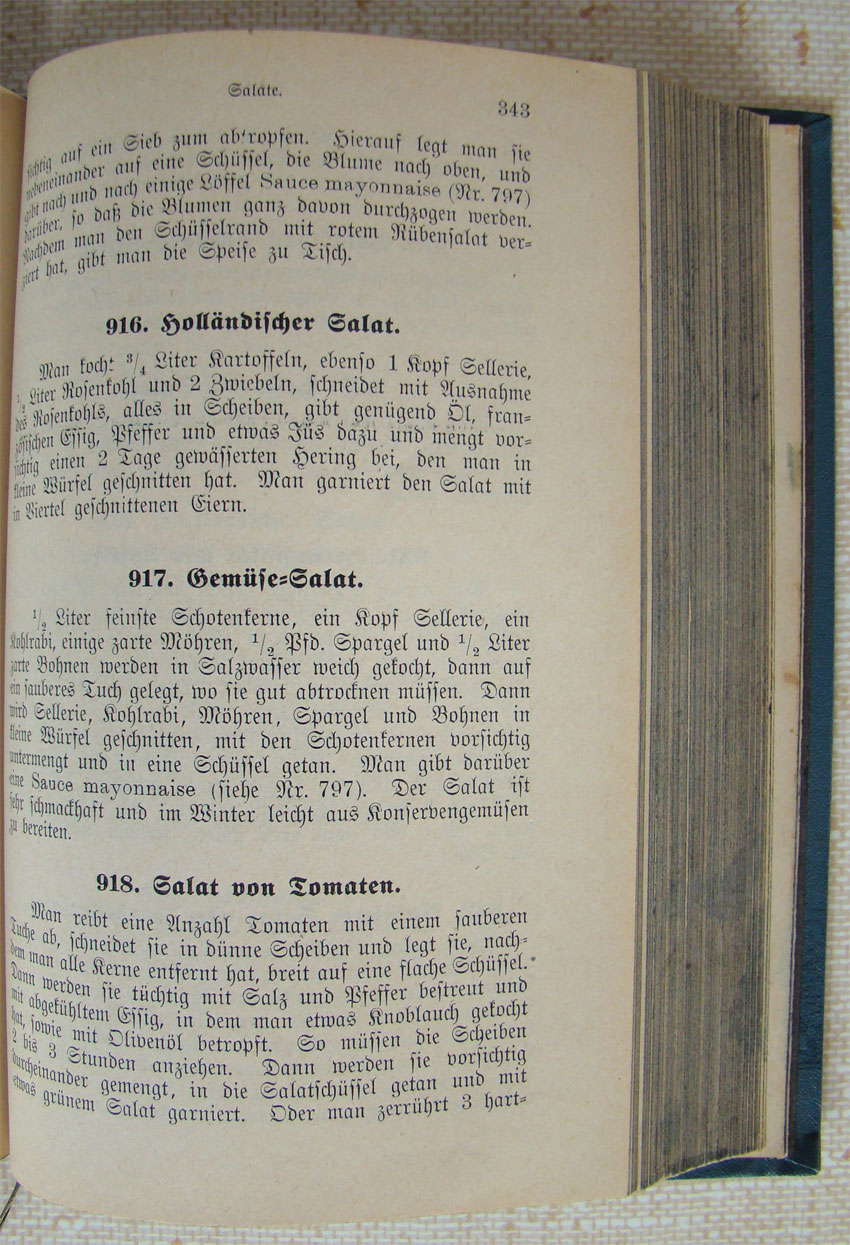 Salate.
343
sichtig auf ein Sieb zum abtropfen. Hierauf legt man sie
nebeneinander auf eine Schüssel, die Blume nach oben, und
gibt nach und nach einige Löffel Sauce mayonnaise (Nr. 797)
darüber, so daß die Blumen ganz davon durchzogen werden.
Nachdem man den Schüsselrand mit rotem Rübensalat ver-
ziert hat, gibt man die Speise zu Tisch.
916. Holländischer Salat.
Man kocht 3/4 Liter Kartoffeln, ebenso 1 Kopf Sellerie,
1/2 Liter Rosenkohl und 2 Zwiebeln, schneidet mit Ausnahme
des Rosenkohls, alles in Scheiben, gibt genügend Öl, fran-
zösischen Essig, Pfeffer und etwas Jüs dazu und mengt vor-
sichtig einen 2 Tage gewässerten Hering bei, den man in
kleine Würfel geschnitten hat. Man garniert den Salat mit
in Viertel geschnittenen Eiern.
917. Gemüse-Salat.
1/2 Liter feinste Schotenkerne, ein Kopf Sellerie, ein
Kohlrabi, einige zarte Möhren, 1/2 Pfd. Spargel und 1/2 Liter
zarte Bohnen werden in Salzwasser weich gekocht, dann auf
ein sauberes Tuch gelegt, wo sie gut abtrocknen müssen. Dann
wird Sellerie, Kohlrabi, Möhren, Spargel und Bohnen in
kleine Würfel geschnitten, mit den Schotenkernen vorsichtig
untermengt und in eine Schüssel getan. Man gibt darüber
eine Sauce mayonnaise (siehe Nr. 797). Der Salat ist
sehr schmackhaft und im Winter leicht aus Konservengemüsen
zu bereiten.
918. Salat von Tomaten.
Man reibt eine Anzahl Tomaten mit einem sauberen
Tuche ab, schneidet sie in dünne Scheiben und legt sie, nach-
dem man alle Kerne entfernt hat, breit auf eine flache Schüssel.
Dann werden sie tüchtig mit Salz und Pfeffer bestreut und
mit abgekühltem Essig, in dem man etwas Knoblauch gekocht
hat, sowie mit Olivenöl betropft. So müssen die Scheiben
2 bis 3 Stunden anziehen. Dann werden sie vorsichtig
durcheinander gemengt, in die Salatschüssel getan und mit
etwas grünem Salat garniert. Oder man zerrührt 3 hart-